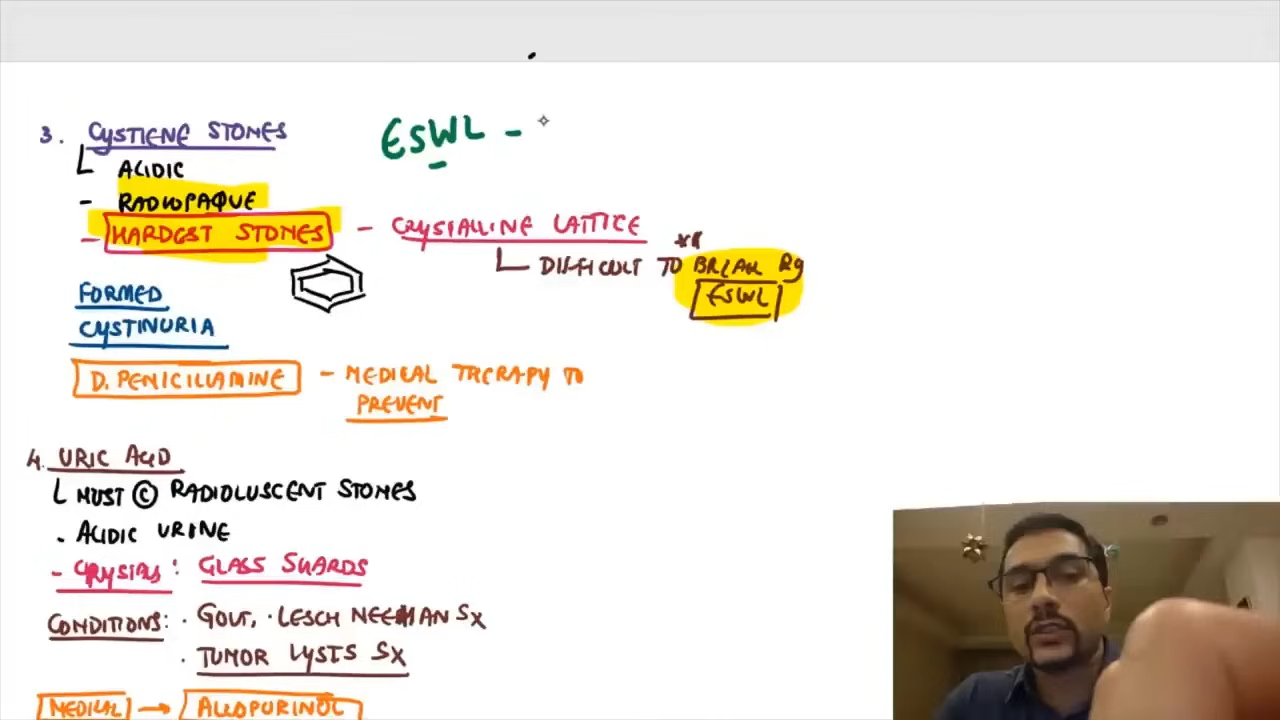 3. CYSTIENE STONES
ESWL -
ACIDIC
- RADIOPAQUE
- HARDEST STONES - CRYSTALLINE LATTICE
DIFFICULT TO BREAK By
ESWL
FORMED
CYSTINURIA
D. PENICILLAMINE - MEDICAL THERAPY TO
PREVENT
4. URIC ACID
MOST © RADIOLUSCENT STONES
. ACIDIC URINE
- CRYSTALS : GLASS SHARDS
CONDITIONS: . GOUT, . LESCH NEEHAN Sx
. TUMOR LYSIS Sx
MEDICAL → ALLOPURINOL